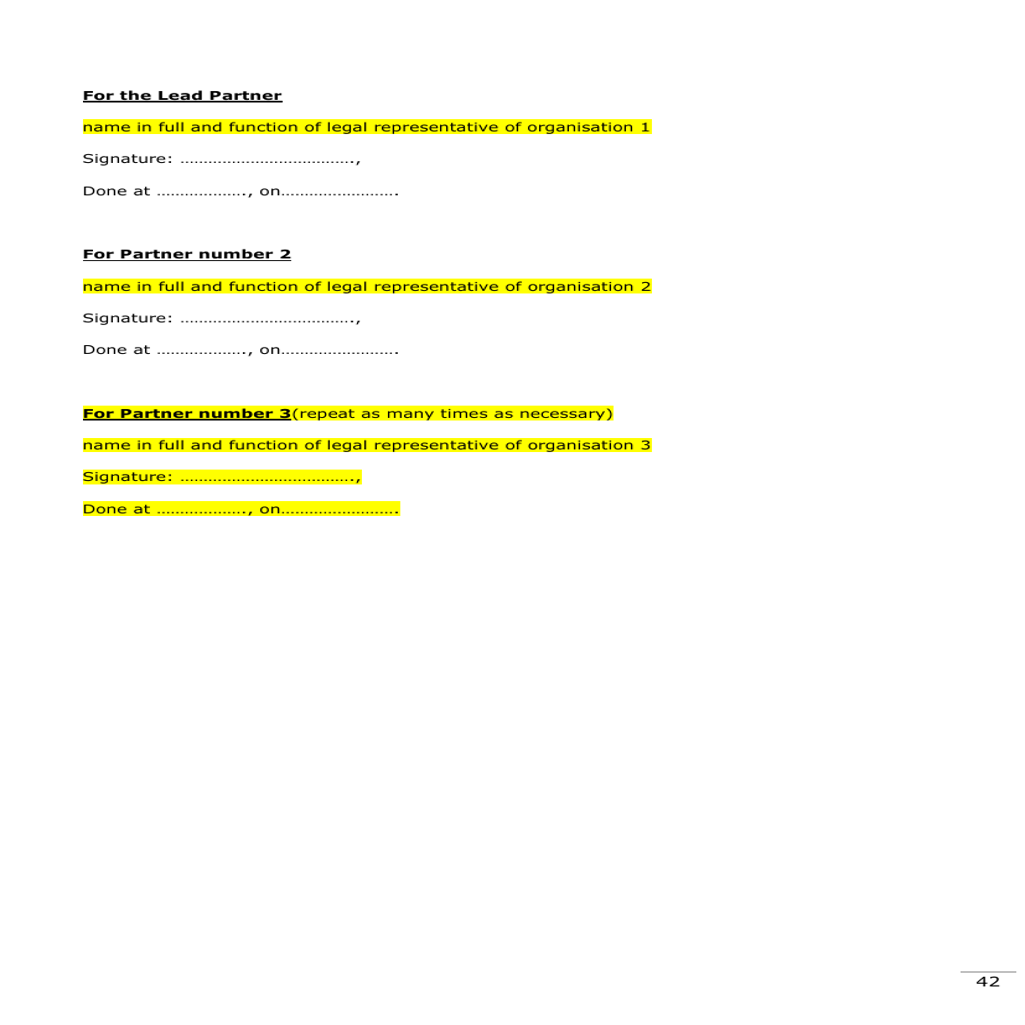 For the Lead Partner
name in full and function of legal representative of organisation 1
Signature: ……………………………….,
Done at ………………., on…………………….
For Partner number 2
name in full and function of legal representative of organisation 2
Signature: ……………………………….,
Done at ………………., on…………………….
For Partner number 3(repeat as many times as necessary)
name in full and function of legal representative of organisation 3
Signature: ……………………………….,
Done at ………………., on…………………….
42